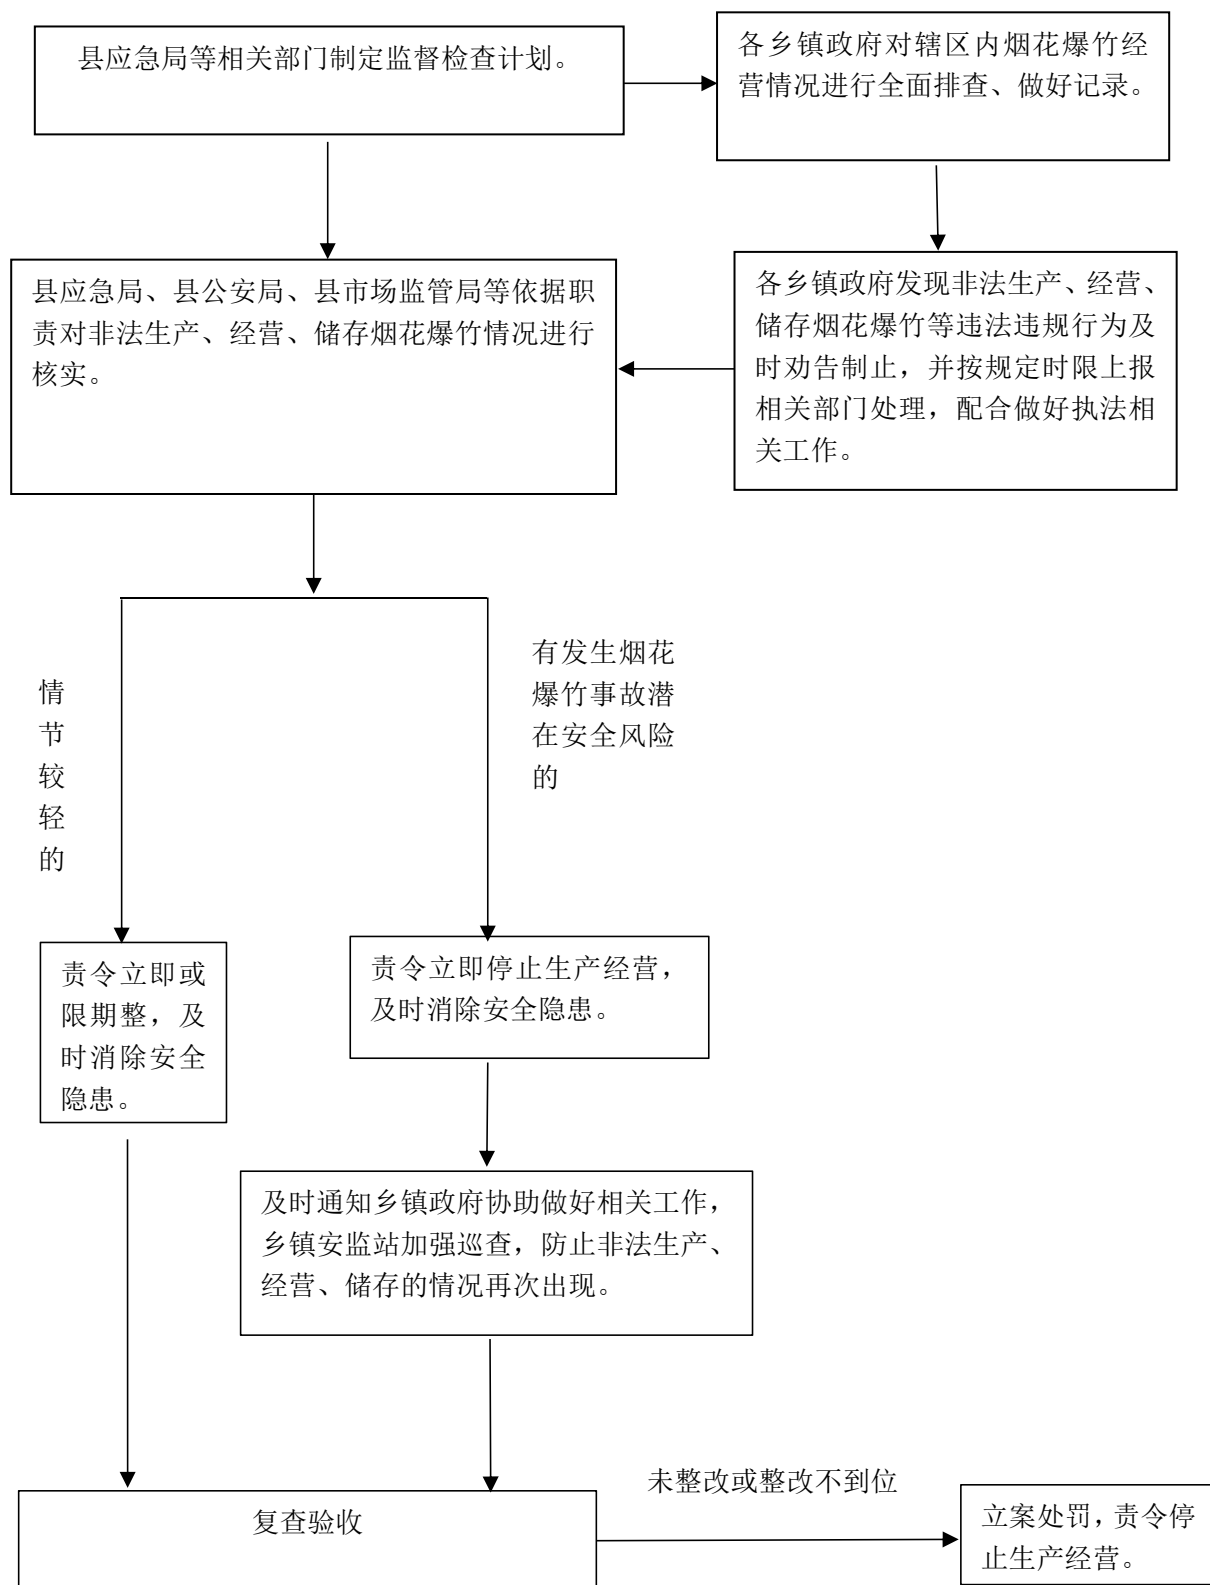 县应急局等相关部门制定监督检查计划。
各乡镇政府对辖区内烟花爆竹经
营情况进行全面排查、做好记录。
县应急局、县公安局、县市场监管局等依据职
责对非法生产、经营、储存烟花爆竹情况进行
核实。
各乡镇政府发现非法生产、经营、
储存烟花爆竹等违法违规行为及
时劝告制止，并按规定时限上报
相关部门处理，配合做好执法相
关工作。
情
节
较
轻
的
有发生烟花
爆竹事故潜
在安全风险
的
责令立即或
限期整，及
时消除安全
隐患。
责令立即停止生产经营，
及时消除安全隐患。
及时通知乡镇政府协助做好相关工作，
乡镇安监站加强巡查，防止非法生产、
经营、储存的情况再次出现。
复查验收
未整改或整改不到位
立案处罚，责令停
止生产经营。